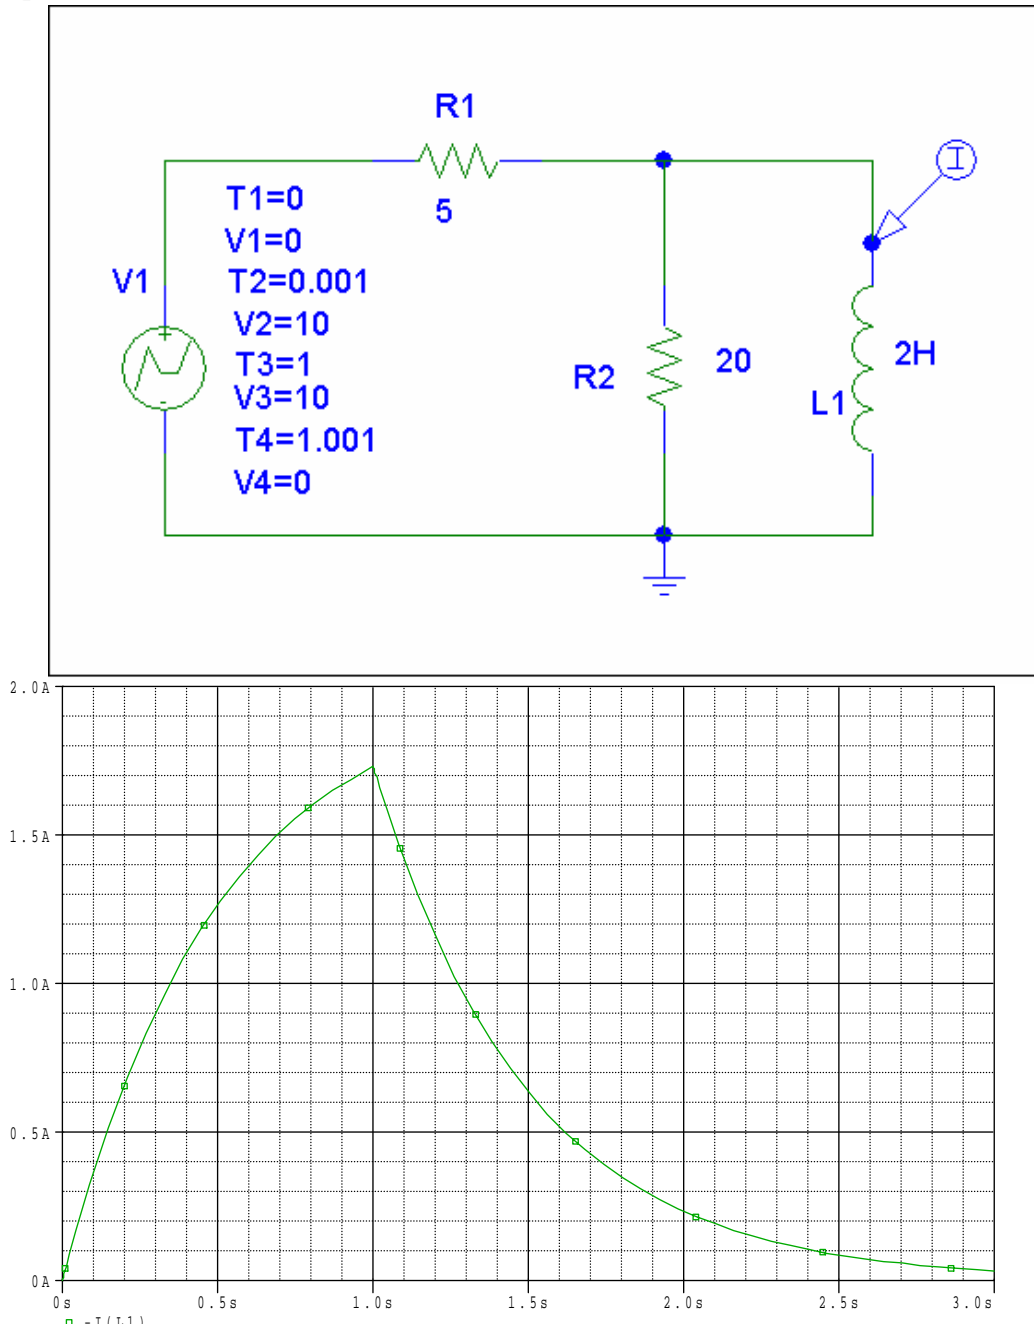 R1
I
T1=0
5
V1=0
V1
T2=0.001
V2=10
T3=1
V3=10
T4=1.001
V4=0
R2
20
2H
L1
2.0A
1.5A
1.0A
0.5A
0A
0s
0.5s
1.0s
1.5s
2.0s
2.5s
3.0s
-I(L1)